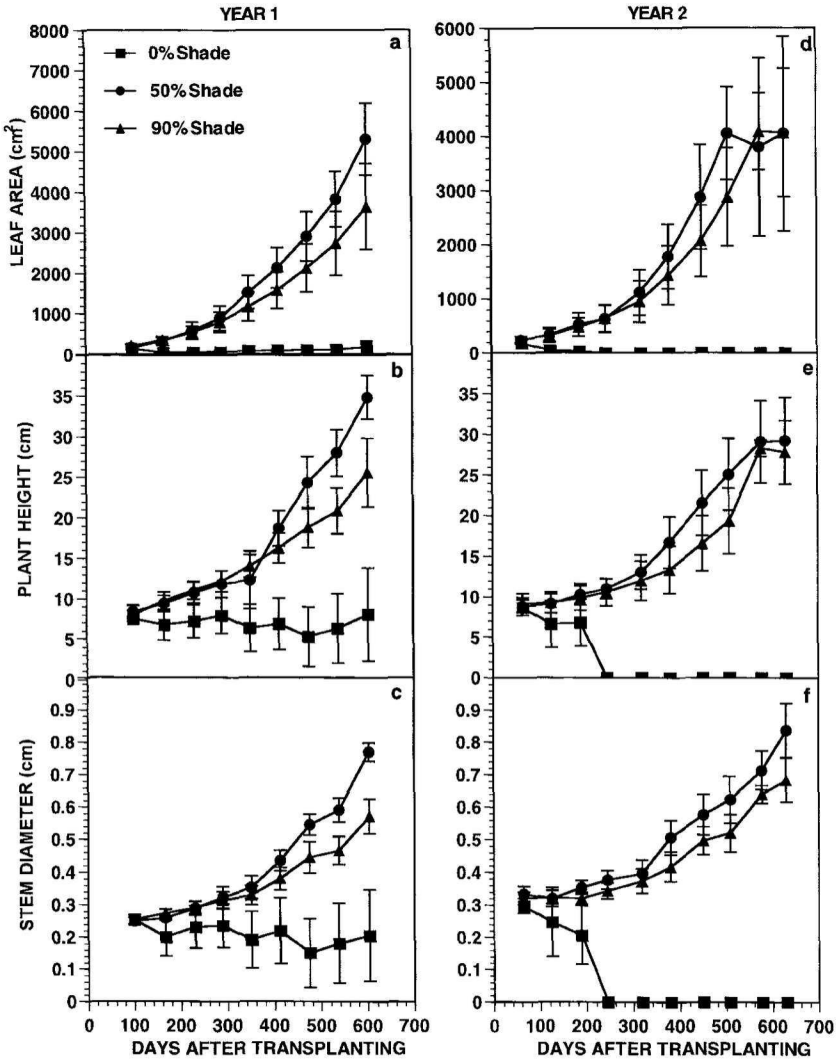 YEAR 1
YEAR 2
a
8000
7000
6000
5000
4000
3000
2000
1000
0
LEAF AREA (cm²)
0% Shade
50% Shade
90% Shade
d
6000
5000
4000
3000
2000
1000
0
b
35
30
25
20
15
10
5
0
PLANT HEIGHT (cm)
e
35
30
25
20
15
10
5
0
c
0.9
0.8
0.7
0.6
0.5
0.4
0.3
0.2
0.1
0
STEM DIAMETER (cm)
f
0.9
0.8
0.7
0.6
0.5
0.4
0.3
0.2
0.1
0
0 100 200 300 400 500 600 700
0 100 200 300 400 500 600 700
DAYS AFTER TRANSPLANTING
DAYS AFTER TRANSPLANTING